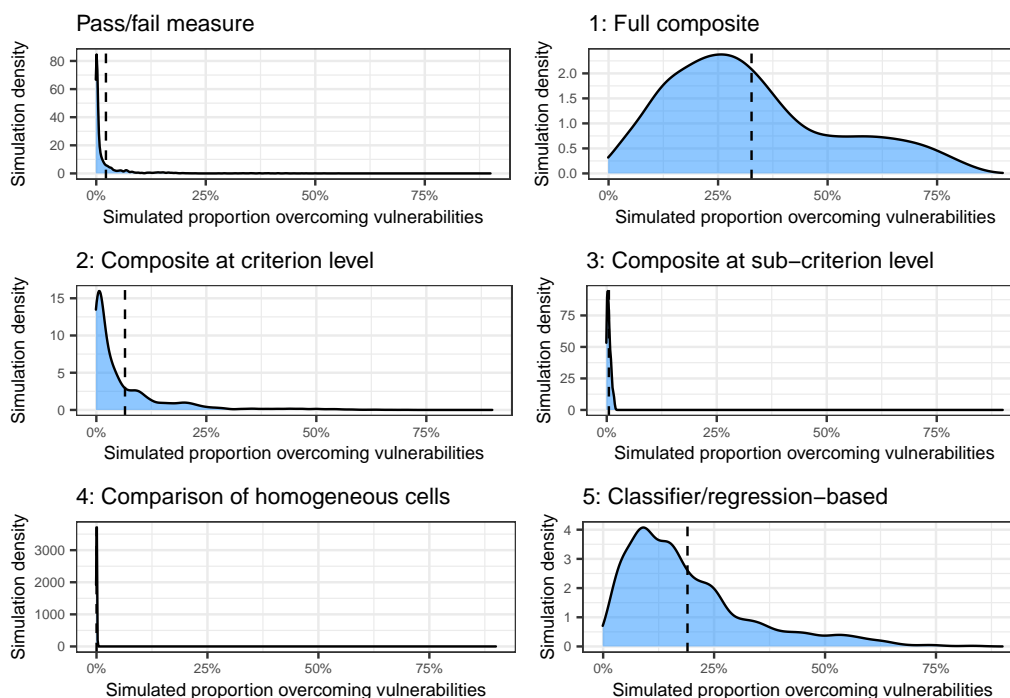 Pass/fail measure
Simulation density
80
60
40
20
0
0% 25% 50% 75%
Simulated proportion overcoming vulnerabilities
1: Full composite
Simulation density
2.0
1.5
1.0
0.5
0.0
0% 25% 50% 75%
Simulated proportion overcoming vulnerabilities
2: Composite at criterion level
Simulation density
15
10
5
0
0% 25% 50% 75%
Simulated proportion overcoming vulnerabilities
3: Composite at sub−criterion level
Simulation density
75
50
25
0
0% 25% 50% 75%
Simulated proportion overcoming vulnerabilities
4: Comparison of homogeneous cells
Simulation density
3000
2000
1000
0
0% 25% 50% 75%
Simulated proportion overcoming vulnerabilities
5: Classifier/regression−based
Simulation density
4
3
2
1
0
0% 25% 50% 75%
Simulated proportion overcoming vulnerabilities